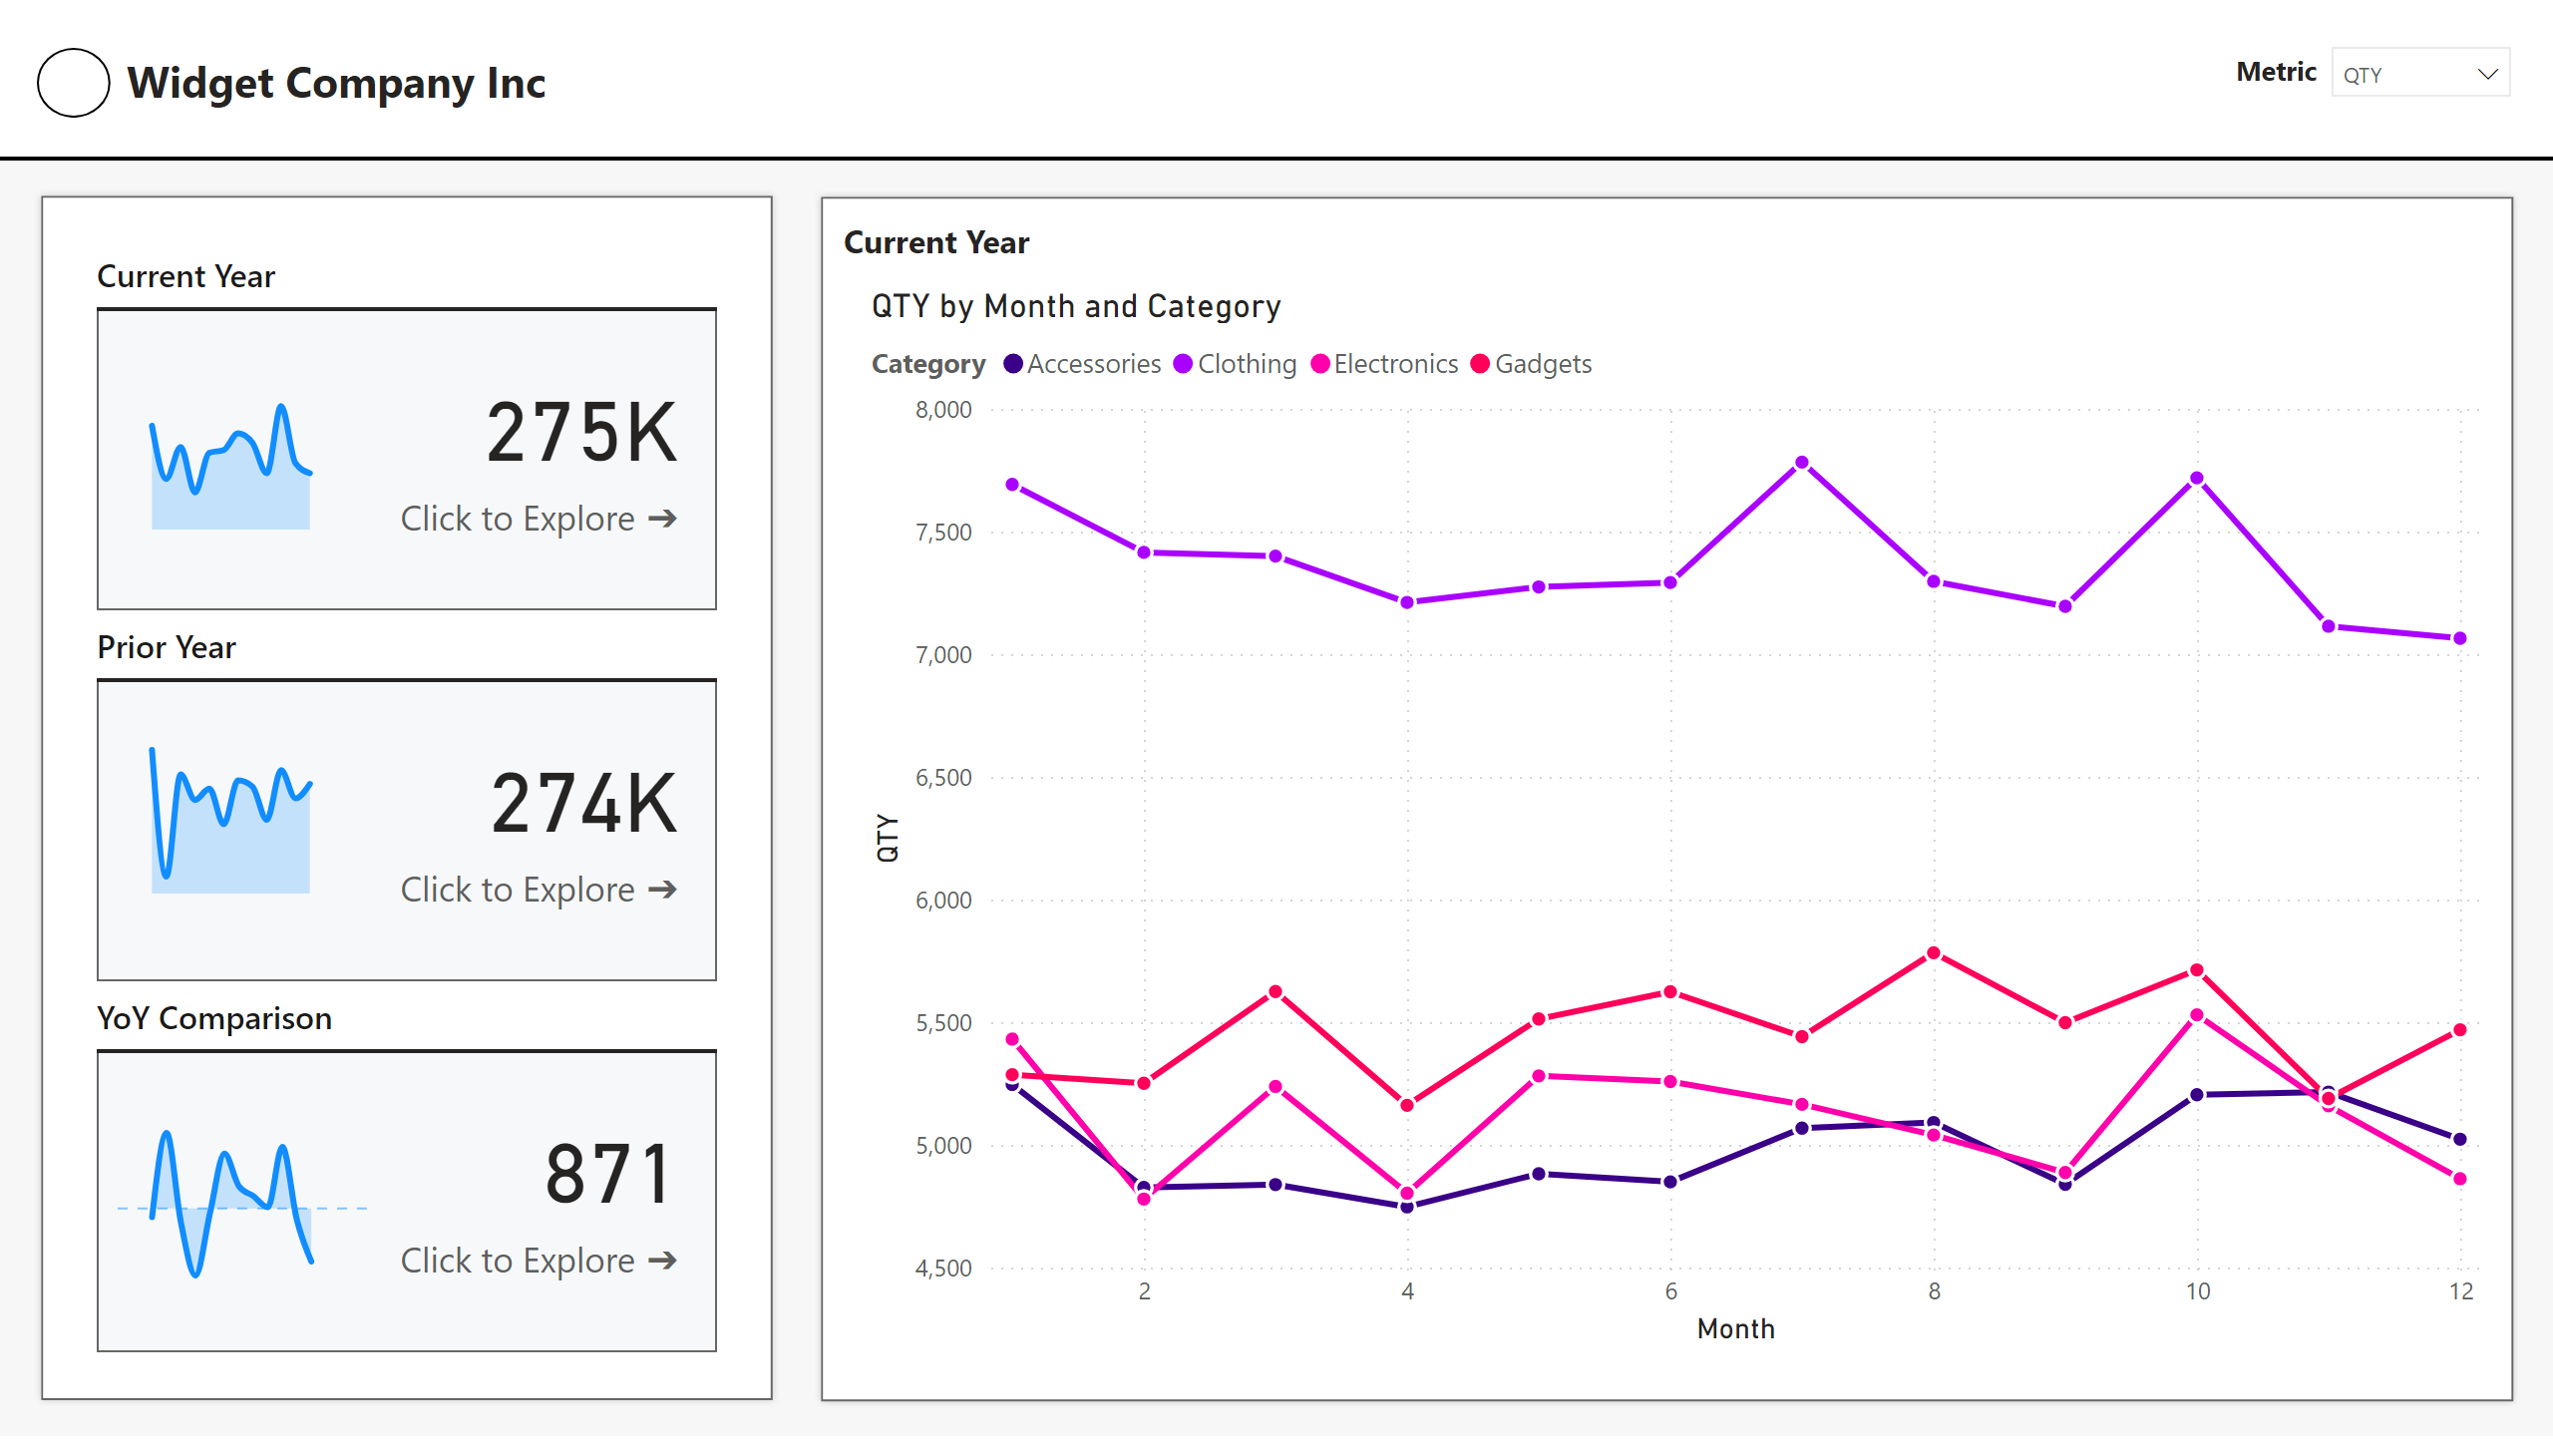 Widget Company Inc
Metric QTY
Current Year
275K
Click to Explore →
Prior Year
274K
Click to Explore →
YoY Comparison
871
Click to Explore →
Current Year
QTY by Month and Category
Category Accessories Clothing Electronics Gadgets
8,000
7,500
7,000
6,500
6,000
5,500
5,000
4,500
QTY
2 4 6 8 10 12
Month